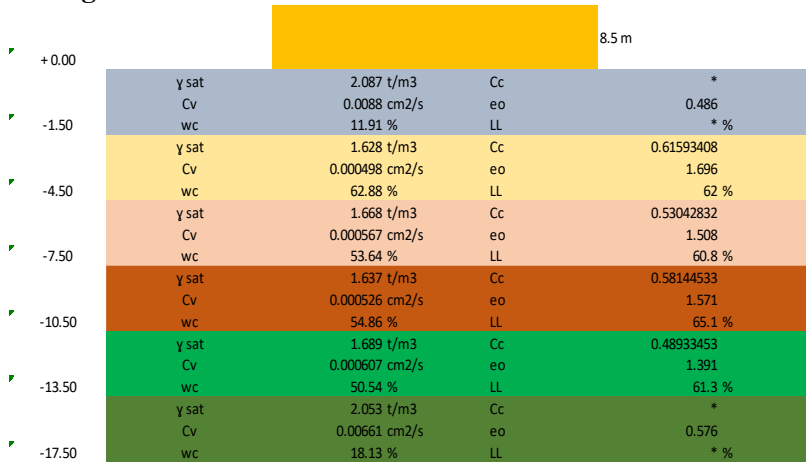 8.5 m
+ 0.00
γ sat 2.087 t/m3 Cc *
Cv 0.0088 cm2/s eo 0.486
-1.50 wc 11.91 % LL * %
γ sat 1.628 t/m3 Cc 0.61593408
Cv 0.000498 cm2/s eo 1.696
-4.50 wc 62.88 % LL 62 %
γ sat 1.668 t/m3 Cc 0.53042832
Cv 0.000567 cm2/s eo 1.508
-7.50 wc 53.64 % LL 60.8 %
γ sat 1.637 t/m3 Cc 0.58144533
Cv 0.000526 cm2/s eo 1.571
-10.50 wc 54.86 % LL 65.1 %
γ sat 1.689 t/m3 Cc 0.48933453
Cv 0.000607 cm2/s eo 1.391
-13.50 wc 50.54 % LL 61.3 %
γ sat 2.053 t/m3 Cc *
Cv 0.00661 cm2/s eo 0.576
-17.50 wc 18.13 % LL * %